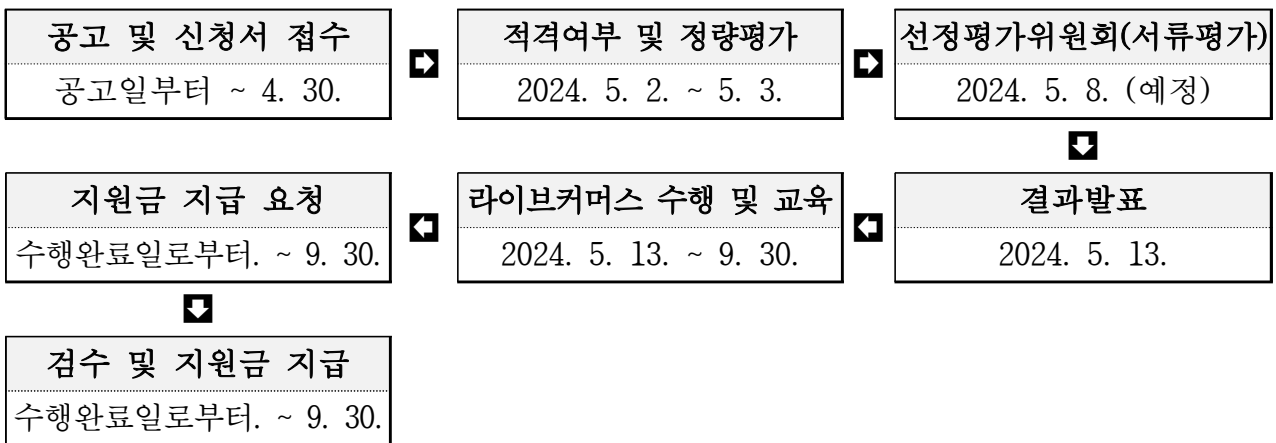 공고 및 신청서 접수
공고일부터 ~ 4. 30.
적격여부 및 정량평가
2024. 5. 2. ~ 5. 3.
선정평가위원회(서류평가)
2024. 5. 8. (예정)
결과발표
2024. 5. 13.
라이브커머스 수행 및 교육
2024. 5. 13. ~ 9. 30.
지원금 지급 요청
수행완료일로부터. ~ 9. 30.
검수 및 지원금 지급
수행완료일로부터. ~ 9. 30.